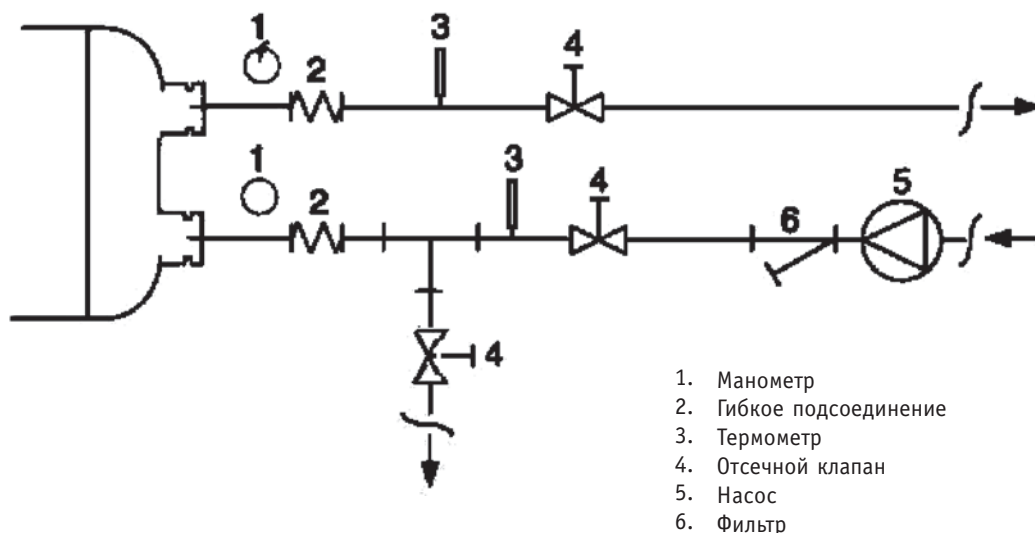 1
2
3
4
1
2
3
4
6
5
4
1. Манометр
2. Гибкое подсоединение
3. Термометр
4. Отсечной клапан
5. Насос
6. Фильтр